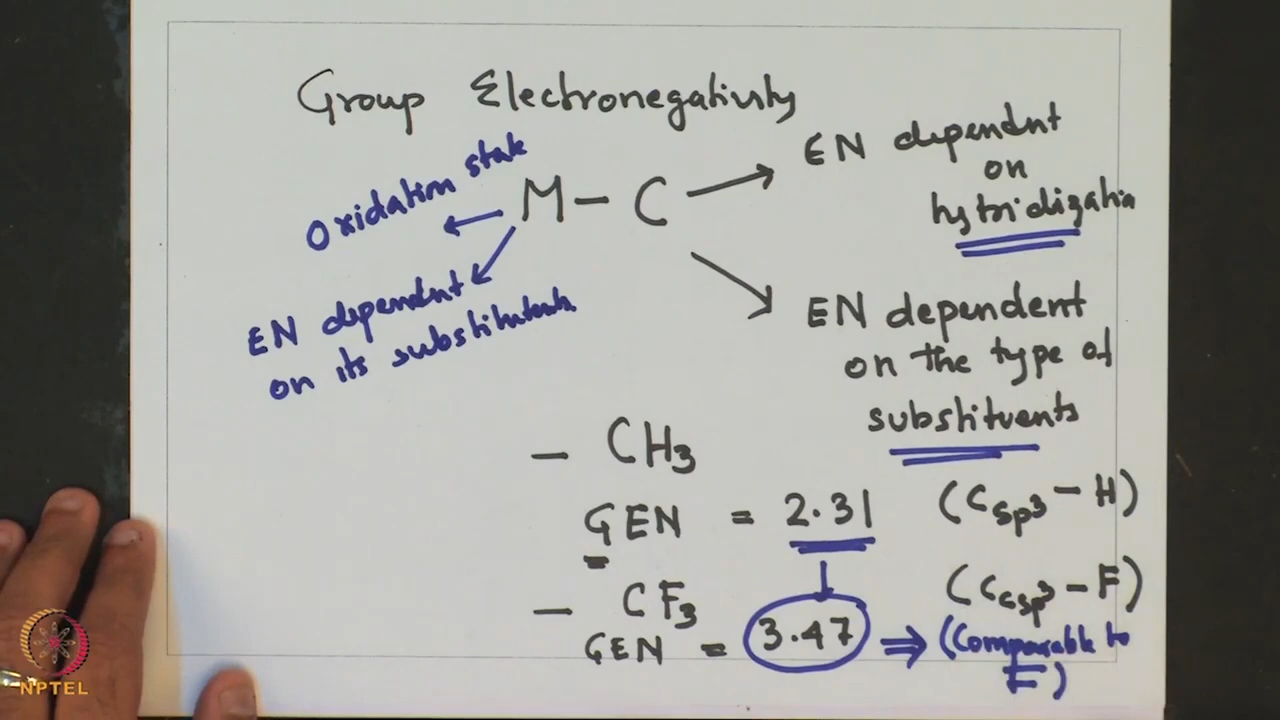 Group Electronegativity
Oxidation state
M – C
EN dependent
on
hybridization
EN dependent
on its substituents
EN dependent
on the type of
substituents
– CH3
GEN = 2.31 (Csp3 – H)
– CF3 (Ccsp3 – F)
GEN = 3.47 ⇒ (Comparable to
F)
NPTEL